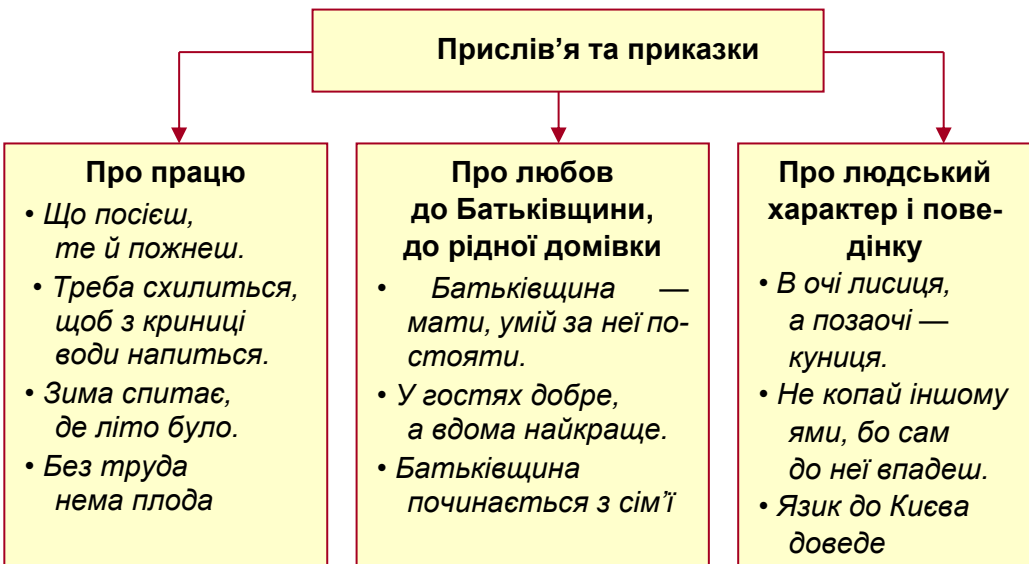 Прислів’я та приказки
Про працю
• Що посієш,
те й пожнеш.
• Треба схилиться,
щоб з криниці
води напиться.
• Зима спитає,
де літо було.
• Без труда
нема плода
Про любов
до Батьківщини,
до рідної домівки
• Батьківщина —
мати, умій за неї по-
стояти.
• У гостях добре,
а вдома найкраще.
• Батьківщина
починається з сім’ї
Про людський
характер і пове-
дінку
• В очі лисиця,
а позаочі —
куниця.
• Не копай іншому
ями, бо сам
до неї впадеш.
• Язик до Києва
доведе